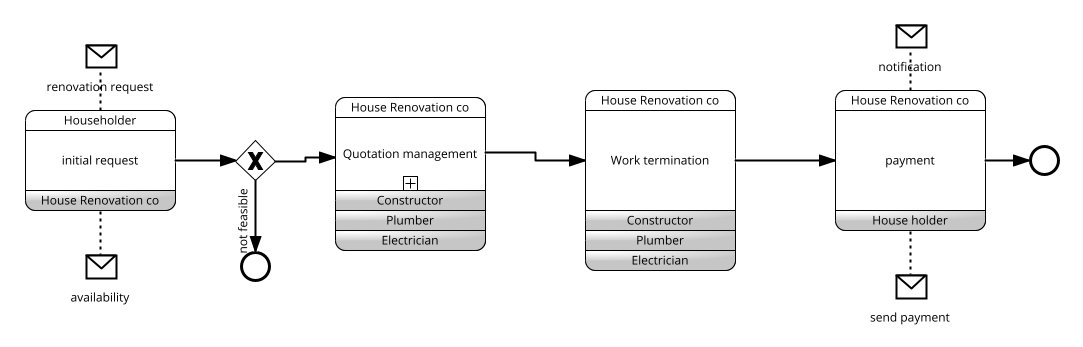 renovation request
Householder
initial request
House Renovation co
availability
not feasible
House Renovation co
Quotation management
Constructor
Plumber
Electrician
House Renovation co
Work termination
Constructor
Plumber
Electrician
notification
House Renovation co
payment
House holder
send payment